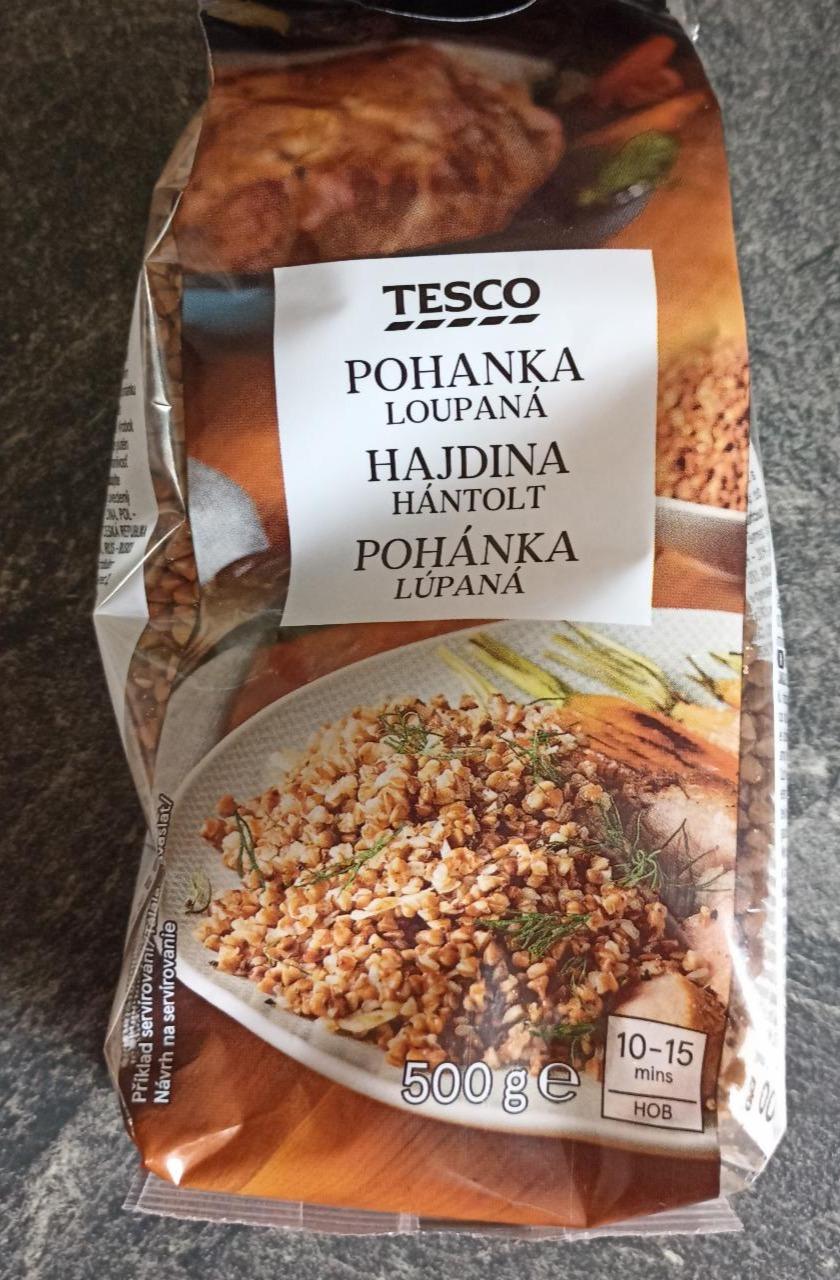 TESCO
POHANKA
LOUPANÁ
HAJDINA
HÁNTOLT
POHÁNKA
LÚPANÁ
Příklad servírování/
Návrh na servírovanie
500 g e
10-15
mins
HOB